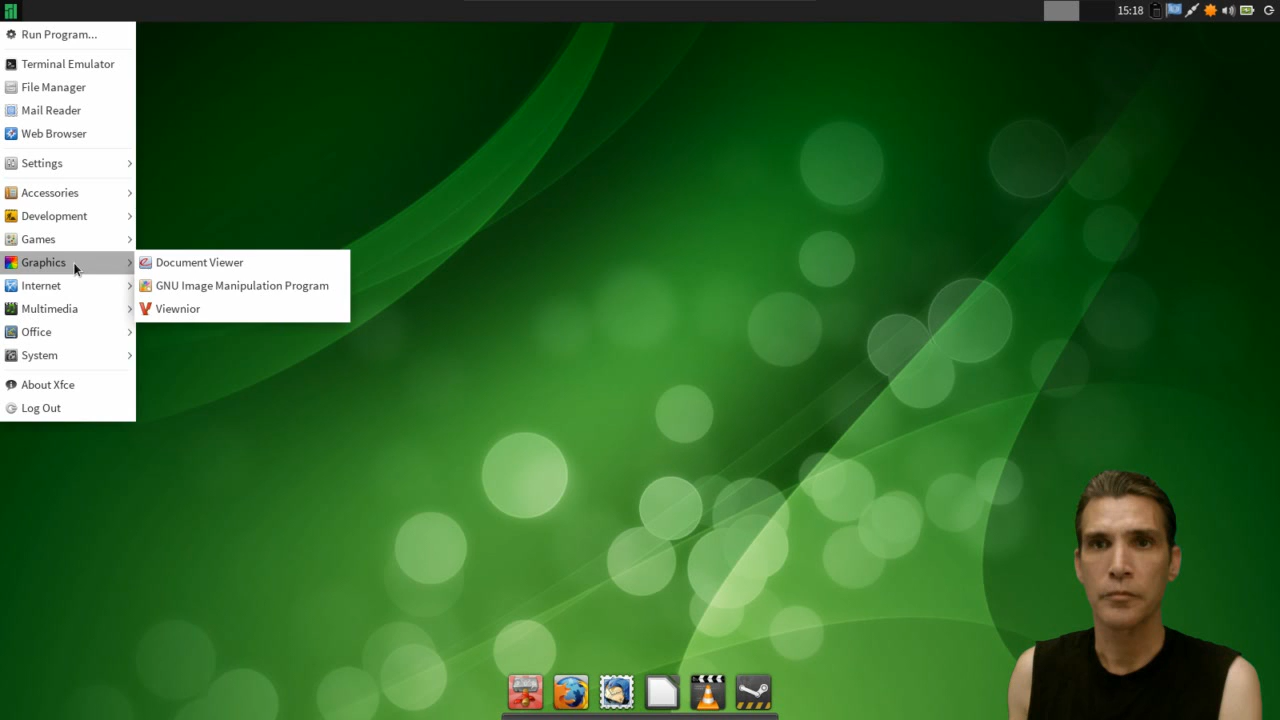 15:18
Run Program...
Terminal Emulator
File Manager
Mail Reader
Web Browser
Settings
Accessories
Development
Games
Graphics
Document Viewer
Internet
GNU Image Manipulation Program
Multimedia
Viewnior
Office
System
About Xfce
Log Out